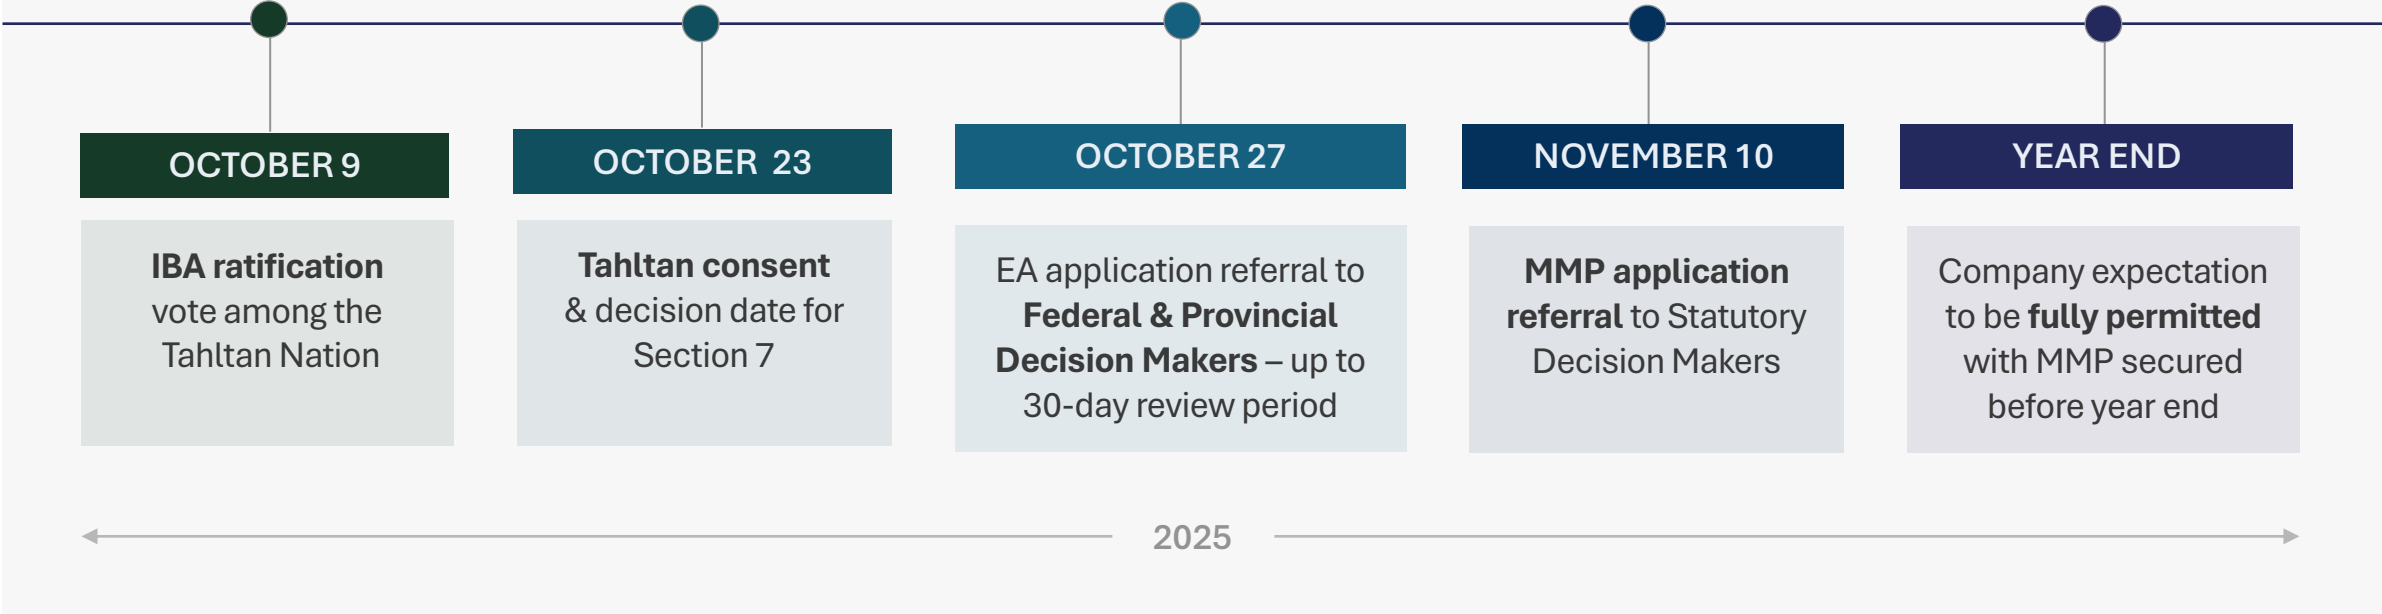 OCTOBER 9
IBA ratification
vote among the
Tahltan Nation
OCTOBER 23
Tahltan consent
& decision date for
Section 7
OCTOBER 27
EA application referral to
Federal & Provincial
Decision Makers – up to
30-day review period
NOVEMBER 10
MMP application
referral to Statutory
Decision Makers
YEAR END
Company expectation
to be fully permitted
with MMP secured
before year end
2025